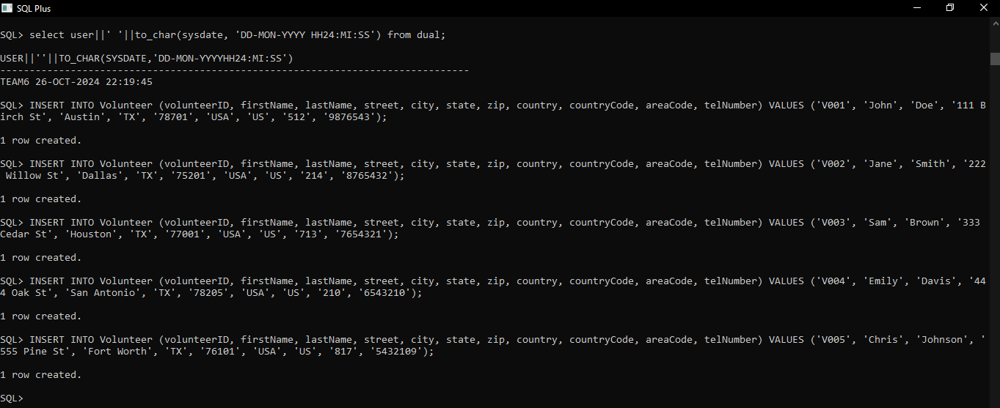 SQL Plus
SQL> select user||' '||to_char(sysdate, 'DD-MON-YYYY HH24:MI:SS') from dual;
USER||''||TO_CHAR(SYSDATE,'DD-MON-YYYYHH24:MI:SS')
--------------------------------------------------------------------------------
TEAM6 26-OCT-2024 22:19:45
SQL> INSERT INTO Volunteer (volunteerID, firstName, lastName, street, city, state, zip, country, countryCode, areaCode, telNumber) VALUES ('V001', 'John', 'Doe', '111 B
irch St', 'Austin', 'TX', '78701', 'USA', 'US', '512', '9876543');
1 row created.
SQL> INSERT INTO Volunteer (volunteerID, firstName, lastName, street, city, state, zip, country, countryCode, areaCode, telNumber) VALUES ('V002', 'Jane', 'Smith', '222
 Willow St', 'Dallas', 'TX', '75201', 'USA', 'US', '214', '8765432');
1 row created.
SQL> INSERT INTO Volunteer (volunteerID, firstName, lastName, street, city, state, zip, country, countryCode, areaCode, telNumber) VALUES ('V003', 'Sam', 'Brown', '333
Cedar St', 'Houston', 'TX', '77001', 'USA', 'US', '713', '7654321');
1 row created.
SQL> INSERT INTO Volunteer (volunteerID, firstName, lastName, street, city, state, zip, country, countryCode, areaCode, telNumber) VALUES ('V004', 'Emily', 'Davis', '44
4 Oak St', 'San Antonio', 'TX', '78205', 'USA', 'US', '210', '6543210');
1 row created.
SQL> INSERT INTO Volunteer (volunteerID, firstName, lastName, street, city, state, zip, country, countryCode, areaCode, telNumber) VALUES ('V005', 'Chris', 'Johnson', '
555 Pine St', 'Fort Worth', 'TX', '76101', 'USA', 'US', '817', '5432109');
1 row created.
SQL>